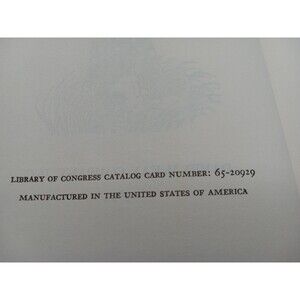 LIBRARY OF CONGRESS CATALOG CARD NUMBER: 65-20929
MANUFACTURED IN THE UNITED STATES OF AMERICA